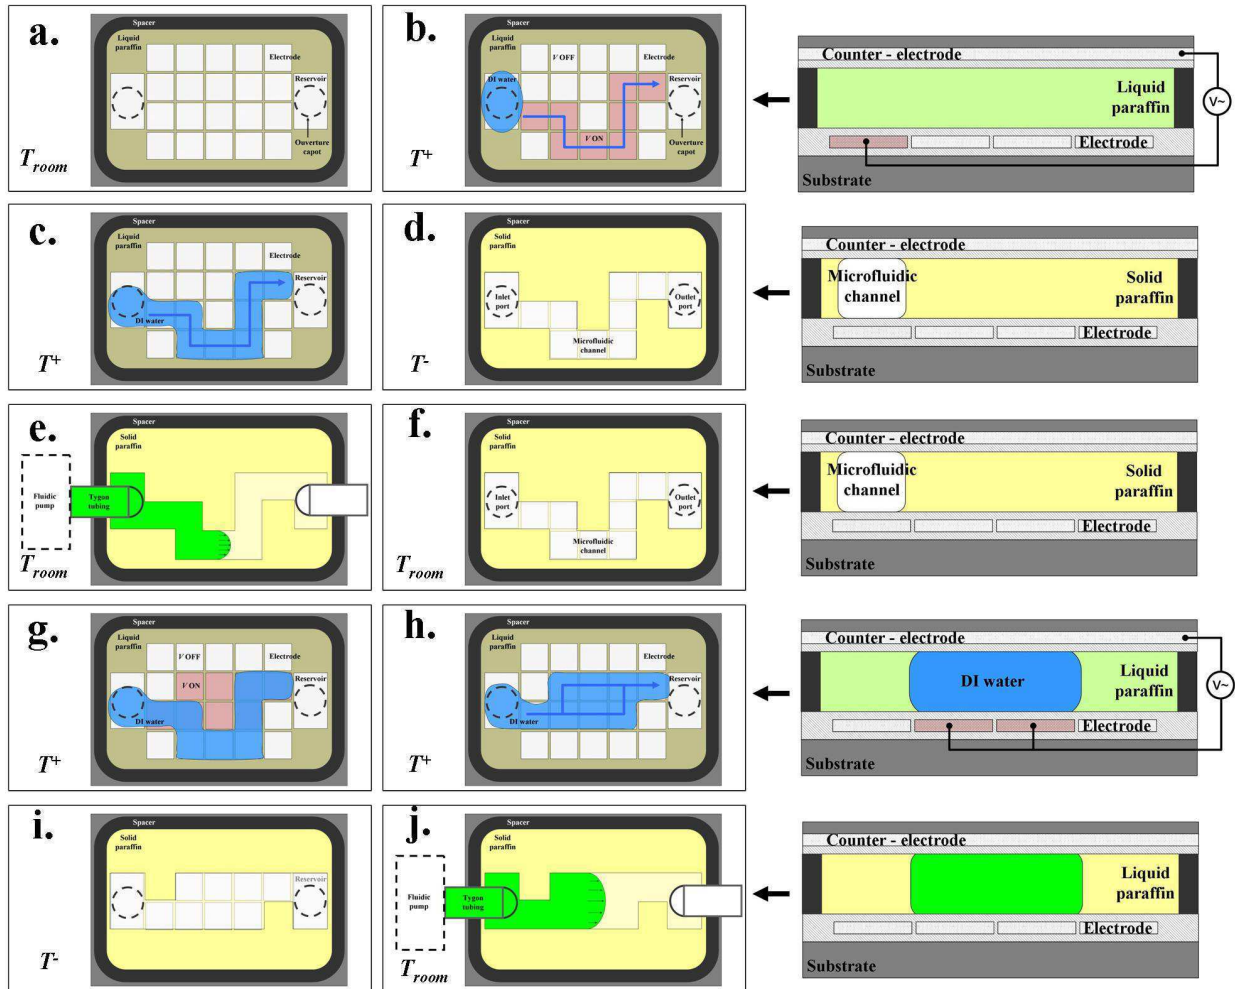 a.
Spacer
Liquid
paraffin
Electrode
Reservoir
Ouverture
capot
Troom
b.
Spacer
Liquid
paraffin
V OFF
Electrode
DI water
Reservoir
V ON
Ouverture
capot
T+
Counter - electrode
Liquid
paraffin
V~
Electrode
Substrate
c.
Spacer
Liquid
paraffin
Electrode
Reservoir
DI water
T+
d.
Spacer
Solid
paraffin
Inlet
port
Outlet
port
Microfluidic
channel
T-
Counter - electrode
Microfluidic
channel
Solid
paraffin
Electrode
Substrate
e.
Spacer
Solid
paraffin
Fluidic
pump
Tygon
tubing
Troom
f.
Spacer
Solid
paraffin
Inlet
port
Outlet
port
Microfluidic
channel
Troom
Counter - electrode
Microfluidic
channel
Solid
paraffin
Electrode
Substrate
g.
Spacer
Liquid
paraffin
V OFF
Electrode
V ON
Reservoir
DI water
T+
h.
Spacer
Liquid
paraffin
Electrode
Reservoir
DI water
T+
Counter - electrode
DI water
Liquid
paraffin
V~
Electrode
Substrate
i.
Spacer
Solid
paraffin
Reservoir
T-
j.
Spacer
Solid
paraffin
Fluidic
pump
Tygon
tubing
Troom
Counter - electrode
Liquid
paraffin
Electrode
Substrate